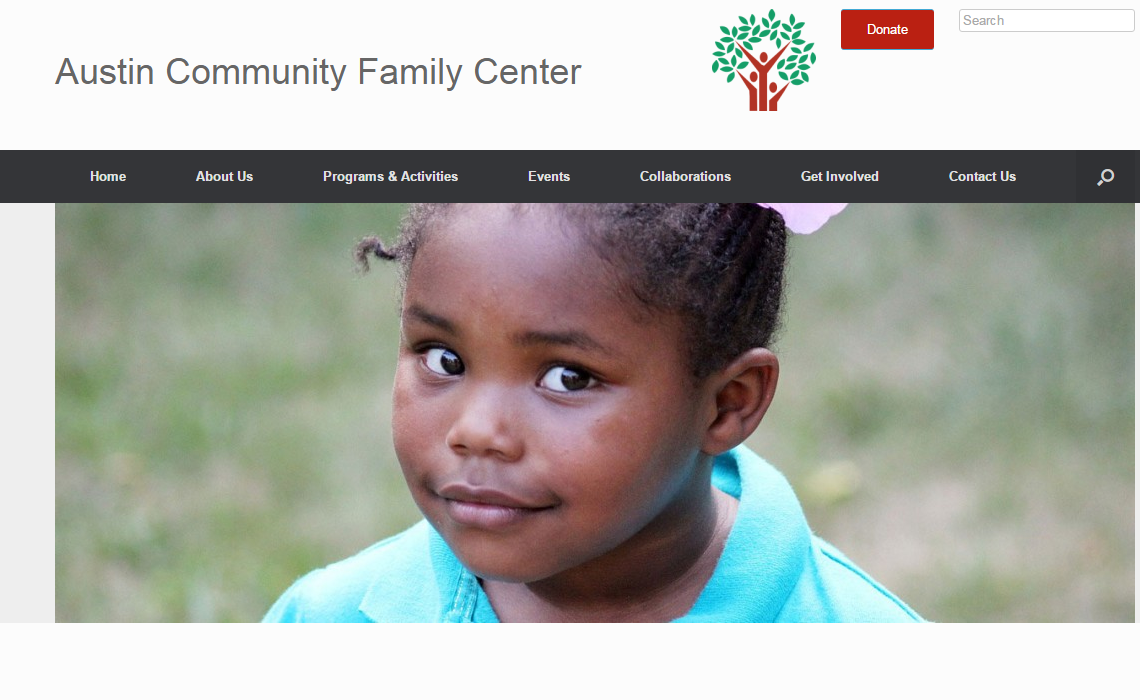 Donate
Search
Austin Community Family Center
Home
About Us
Programs & Activities
Events
Collaborations
Get Involved
Contact Us